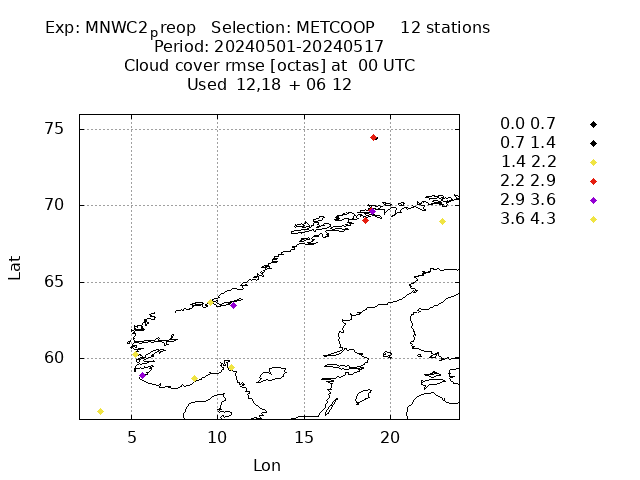 Exp: MNWC2preop   Selection: METCOOP     12 stations
Period: 20240501-20240517
Cloud cover rmse [octas] at  00 UTC
Used  12,18 + 06 12
75
70
65
60
Lat
5
10
15
20
Lon
0.0 0.7
0.7 1.4
1.4 2.2
2.2 2.9
2.9 3.6
3.6 4.3